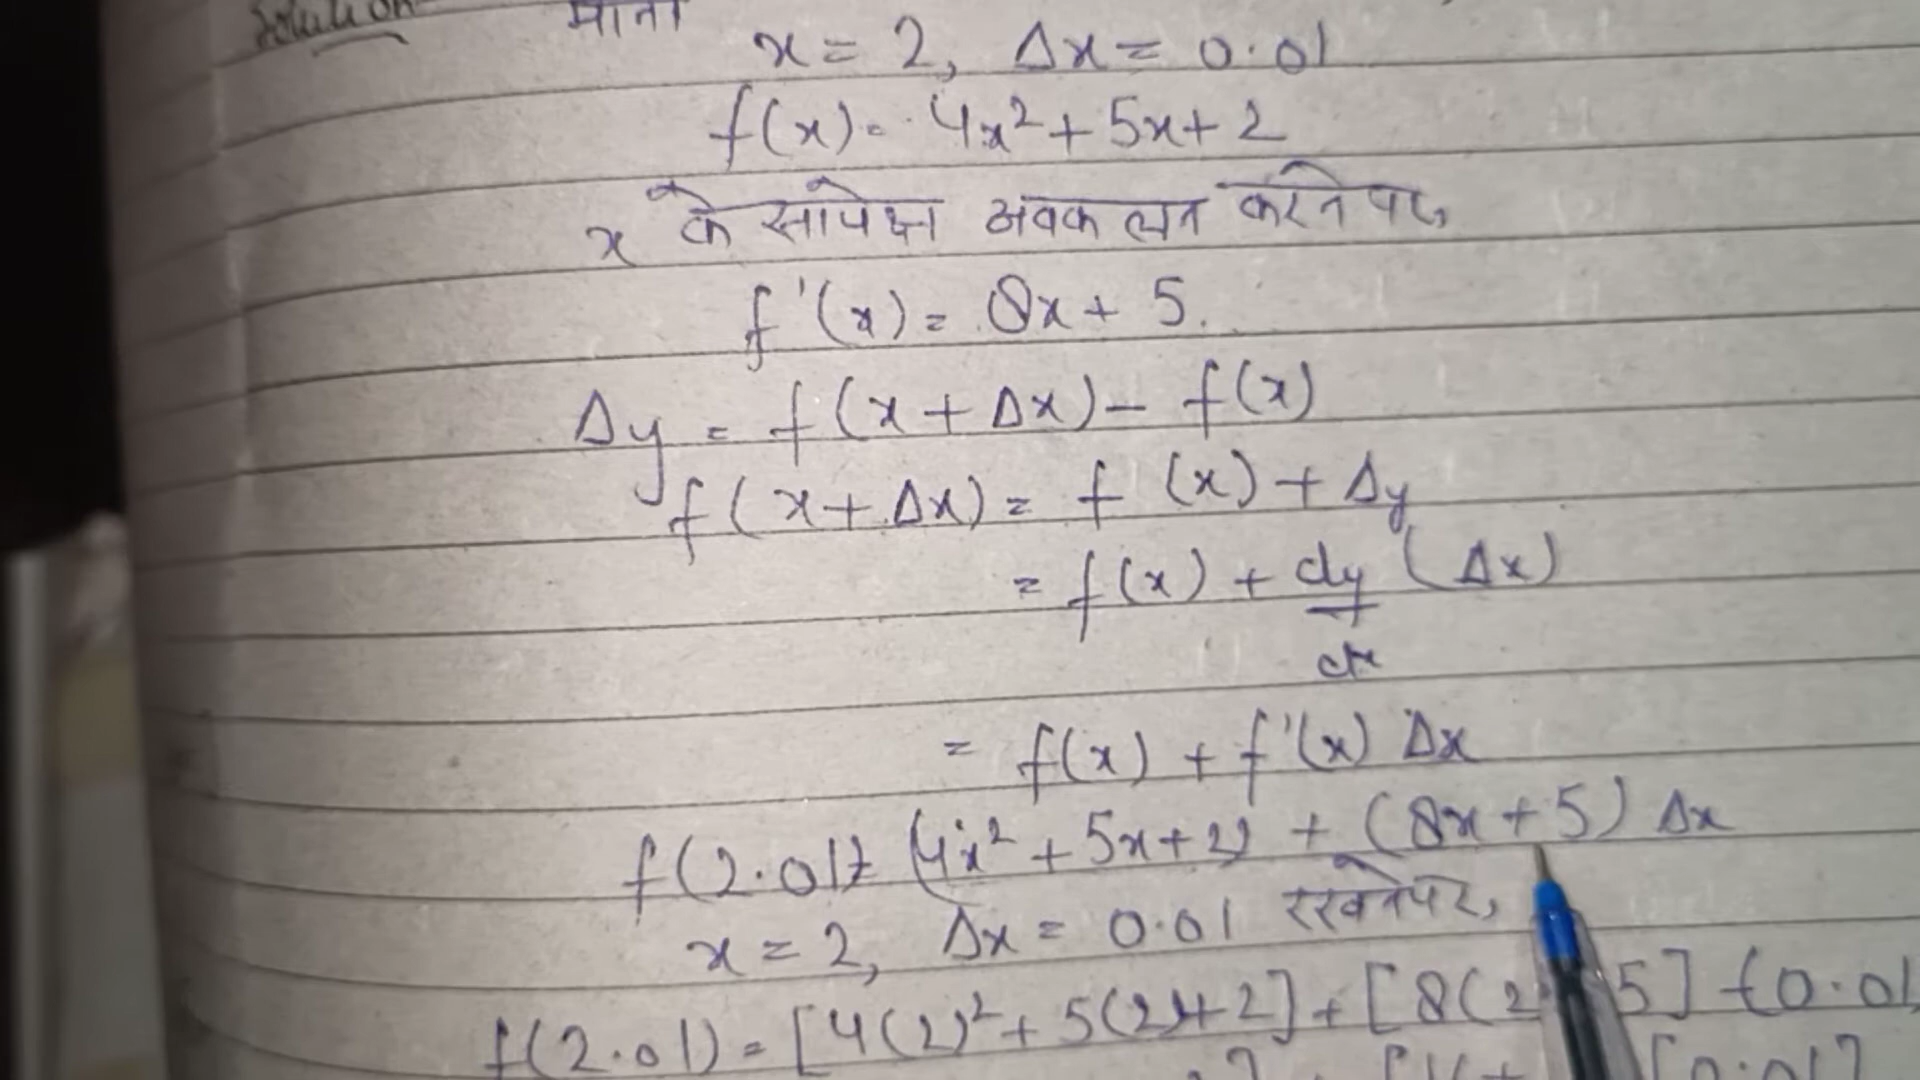 Solution माना
x = 2, Δx = 0.01
f(x) = 4x² + 5x + 2
x के सापेक्ष अवकलन करने पर,
f'(x) = 8x + 5.
Δy = f(x + Δx) - f(x)
f(x + Δx) = f(x) + Δy
= f(x) + dy/dx (Δx)
= f(x) + f'(x) Δx
f(2.01) = (4x² + 5x + 2) + (8x + 5) Δx
x = 2, Δx = 0.01 रखने पर,
f(2.01) = [4(2)² + 5(2) + 2] + [8(2 5] (0.01